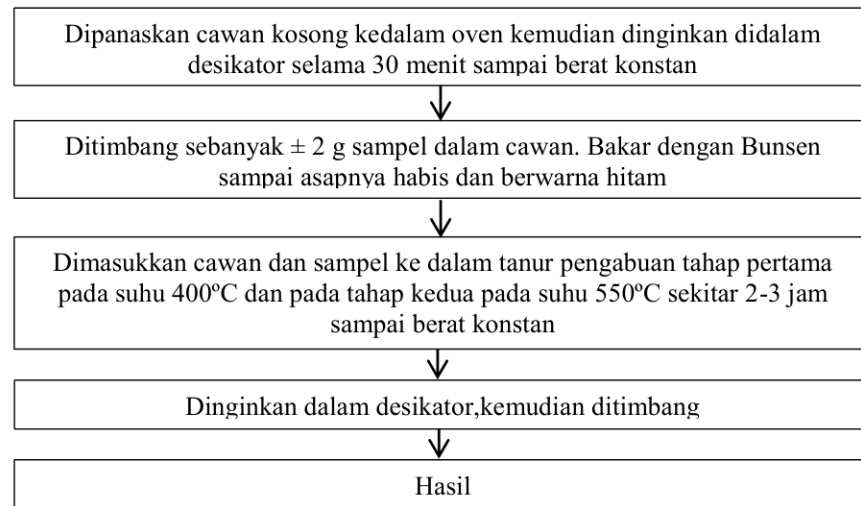 Dipanaskan cawan kosong kedalam oven kemudian dinginkan didalam
desikator selama 30 menit sampai berat konstan
Ditimbang sebanyak ± 2 g sampel dalam cawan. Bakar dengan Bunsen
sampai asapnya habis dan berwarna hitam
Dimasukkan cawan dan sampel ke dalam tanur pengabuan tahap pertama
pada suhu 400ºC dan pada tahap kedua pada suhu 550ºC sekitar 2-3 jam
sampai berat konstan
Dinginkan dalam desikator,kemudian ditimbang
Hasil